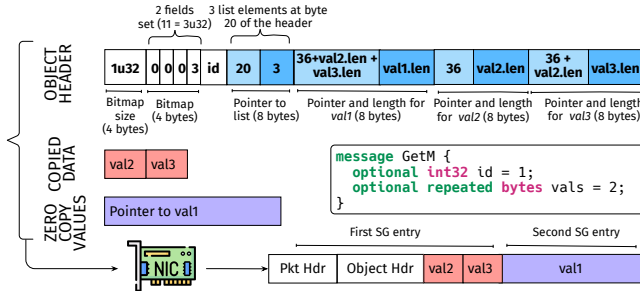 2 fields
set (11 = 3u32)
3 list elements at byte
20 of the header
OBJECT
HEADER
1u32
0
0
0
3
id
20
3
36+val2.len +
val3.len
val1.len
36
val2.len
36 +
val2.len
val3.len
Bitmap
size
(4 bytes)
Bitmap
(4 bytes)
Pointer to
list (8 bytes)
Pointer and length for
val1 (8 bytes)
Pointer and length
for val2 (8 bytes)
Pointer and length for
val3 (8 bytes)
COPIED
DATA
val2
val3
message GetM {
optional int32 id = 1;
optional repeated bytes vals = 2;
}
ZERO
COPY
VALUES
Pointer to val1
NIC
First SG entry
Second SG entry
Pkt Hdr
Object Hdr
val2
val3
val1